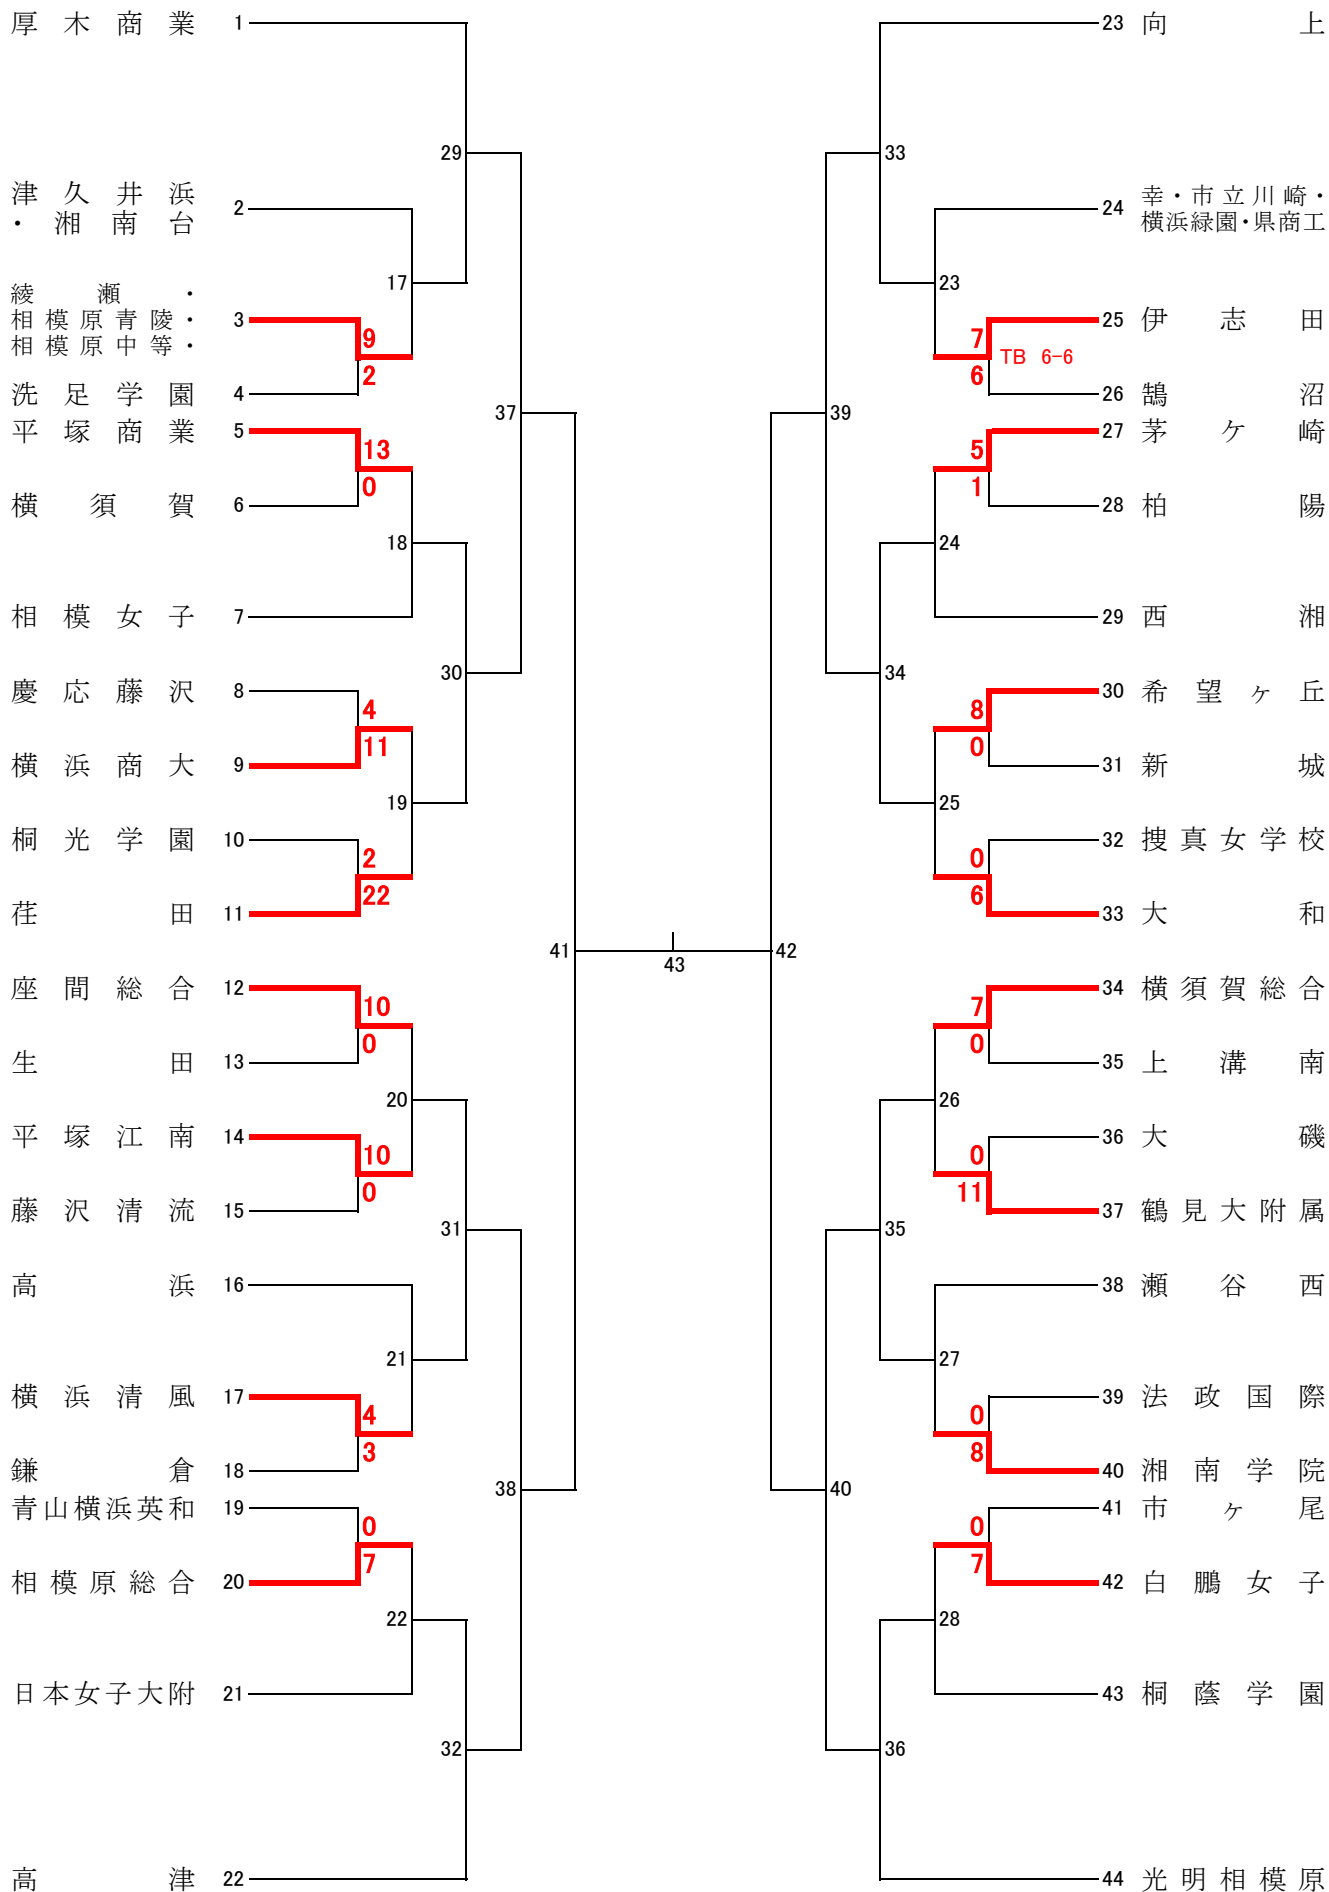 厚木商業 1
29
津久井浜
・湘南台 2
17
綾瀬・
相模原青陵・ 3
相模原中等・
9
2
洗足学園 4
37
平塚商業 5
13
0
横須賀 6
18
相模女子 7
30
慶応藤沢 8
4
11
横浜商大 9
19
桐光学園 10
2
22
荏田 11
41
座間総合 12
10
0
生田 13
20
平塚江南 14
10
0
藤沢清流 15
31
高浜 16
21
横浜清風 17
4
3
鎌倉 18
38
青山横浜英和 19
0
7
相模原総合 20
22
日本女子大附 21
32
高津 22
43
23 向上
33
24 幸・市立川崎・
横浜緑園・県商工
23
25 伊志田
7
TB 6-6
6
26 鵠沼
39
27 茅ケ崎
5
1
28 柏陽
24
29 西湘
34
30 希望ヶ丘
8
0
31 新城
25
32 捜真女学校
0
6
33 大和
42
34 横須賀総合
7
0
35 上溝南
26
36 大磯
0
11
37 鶴見大附属
35
38 瀬谷西
27
39 法政国際
0
8
40 湘南学院
40
41 市ヶ尾
0
7
42 白鵬女子
28
43 桐蔭学園
36
44 光明相模原